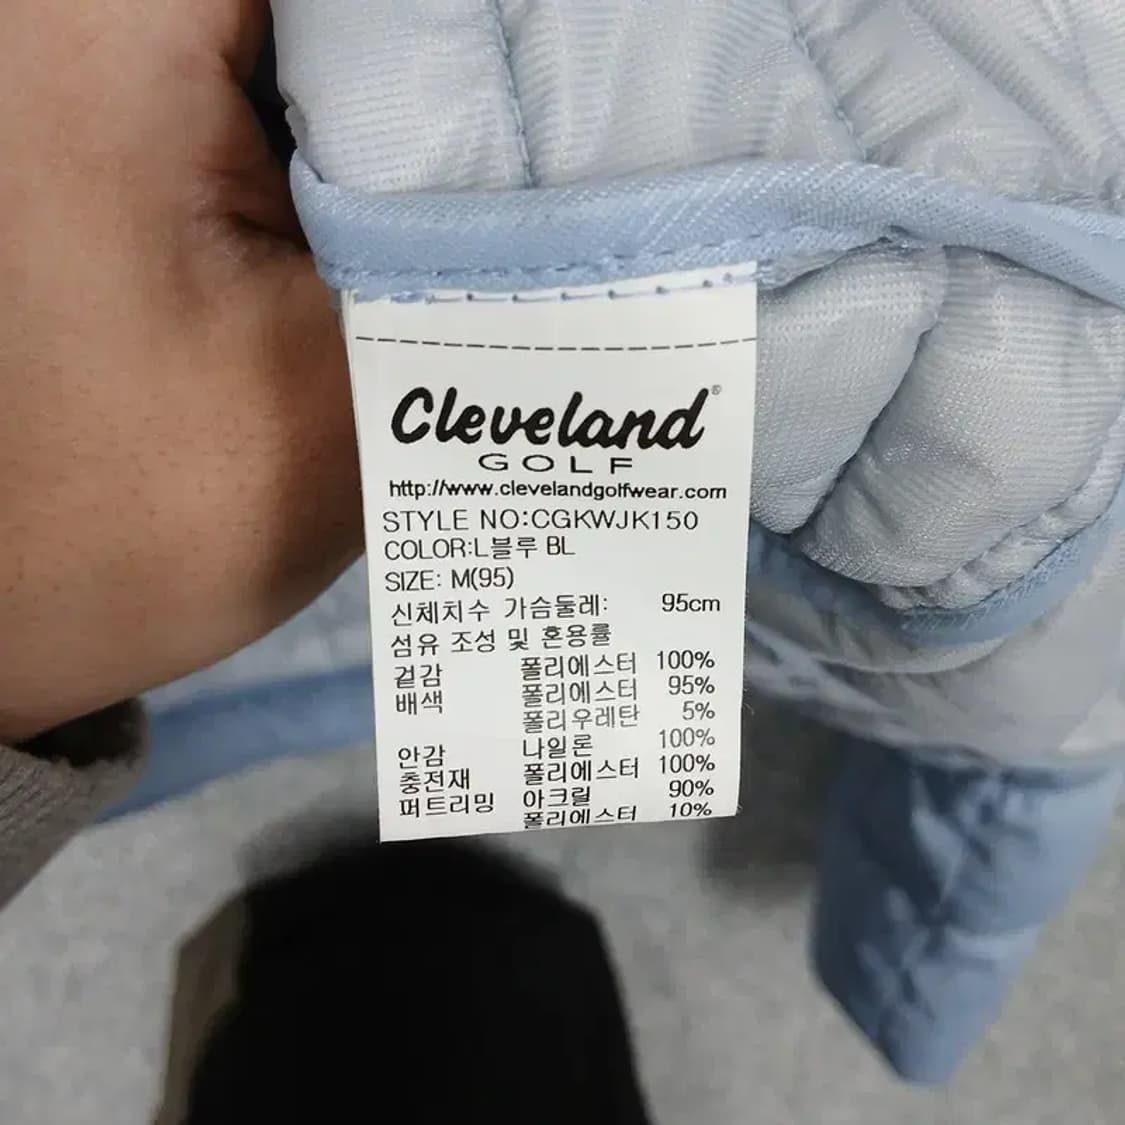 Cleveland®
GOLF
http://www.clevelandgolfwear.com
STYLE NO:CGKWJK150
COLOR:L블루 BL
SIZE: M(95)
신체치수 가슴둘레: 95cm
섬유 조성 및 혼용률
겉감 폴리에스터 100%
배색 폴리에스터 95%
폴리우레탄 5%
안감 나일론 100%
충전재 폴리에스터 100%
퍼트리밍 아크릴 90%
폴리에스터 10%